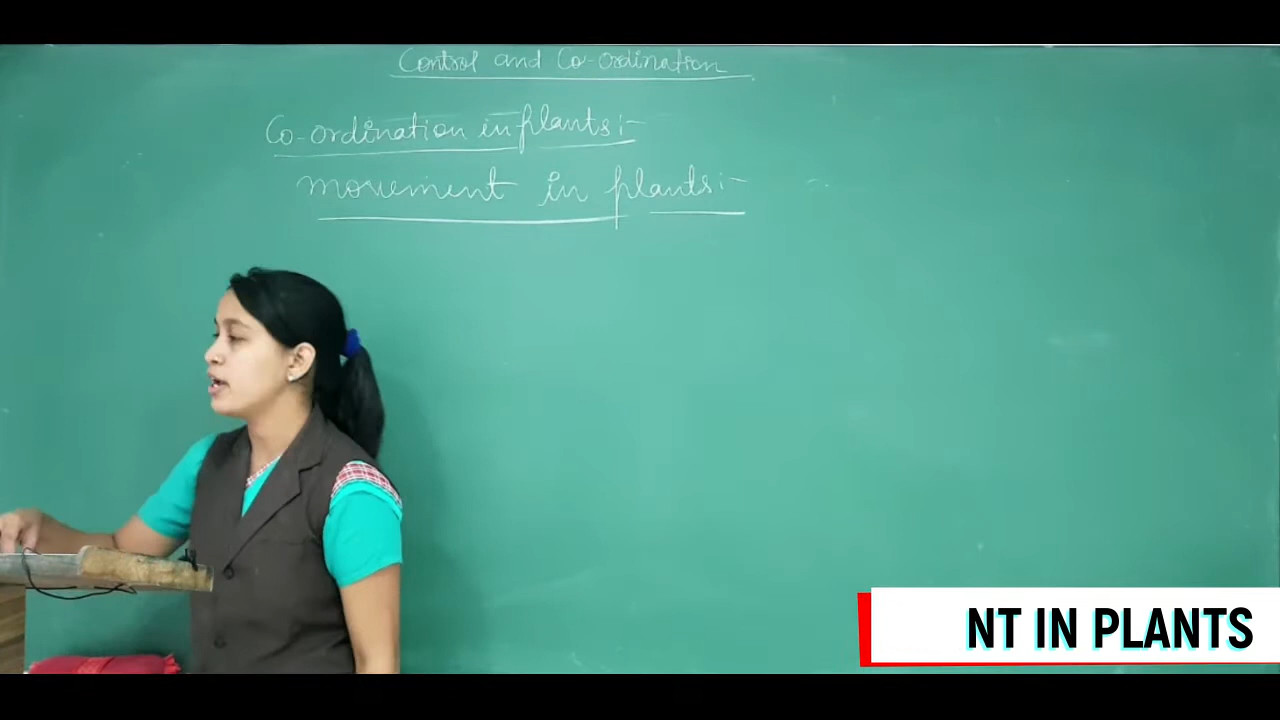 Control and Co-ordination
Co-ordination in plants:-
movement in plants:-
NT IN PLANTS